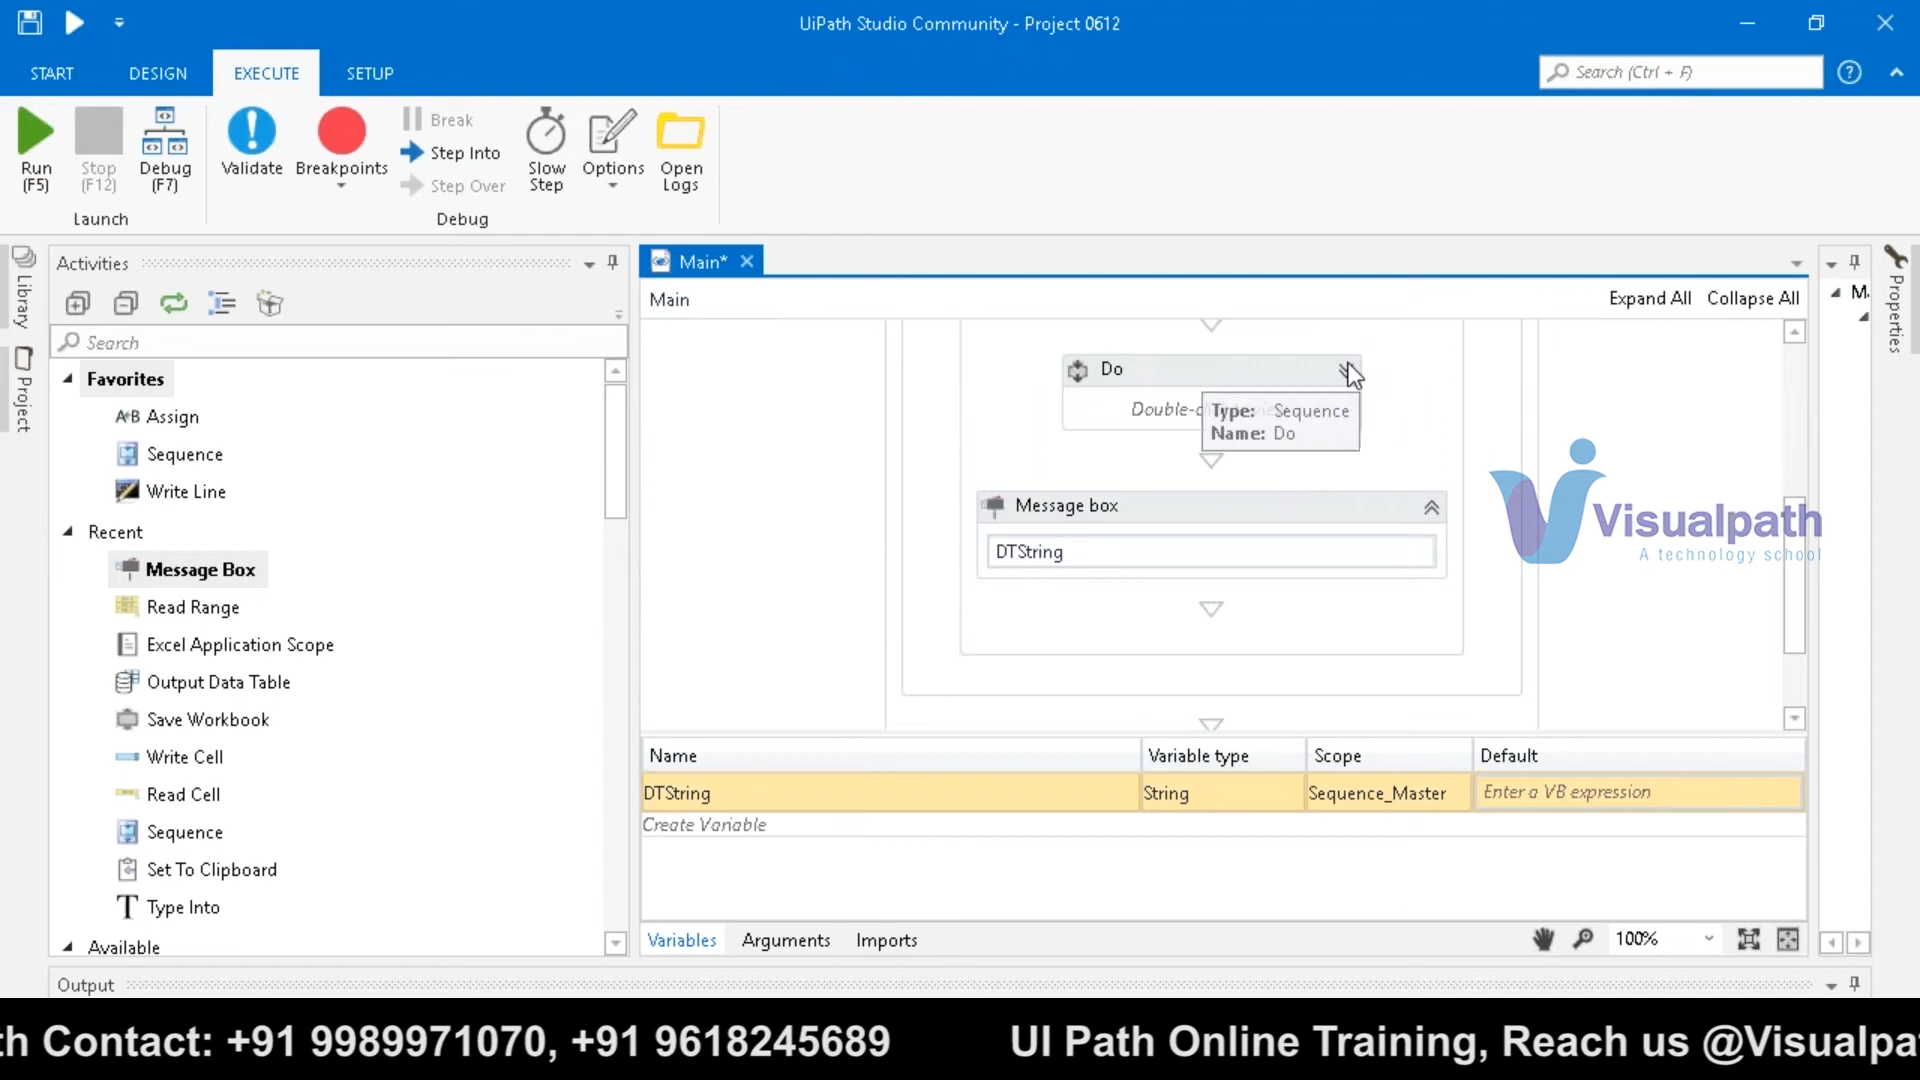 UiPath Studio Community - Project 0612
START DESIGN EXECUTE SETUP
Search (Ctrl + F)
Run (F5)
Stop (F12)
Debug (F7)
Launch
Validate
Breakpoints
Break
Step Into
Step Over
Slow Step
Options
Open Logs
Debug
Library
Project
Activities
Search
Favorites
Assign
Sequence
Write Line
Recent
Message Box
Read Range
Excel Application Scope
Output Data Table
Save Workbook
Write Cell
Read Cell
Sequence
Set To Clipboard
Type Into
Available
Main*
Main
Expand All Collapse All
Do
Type: Sequence
Name: Do
Message box
DTString
Visualpath
A technology school
Properties
Name Variable type Scope Default
DTString String Sequence_Master Enter a VB expression
Create Variable
Variables Arguments Imports
100%
Output
th Contact: +91 9989971070, +91 9618245689 UI Path Online Training, Reach us @Visualpa